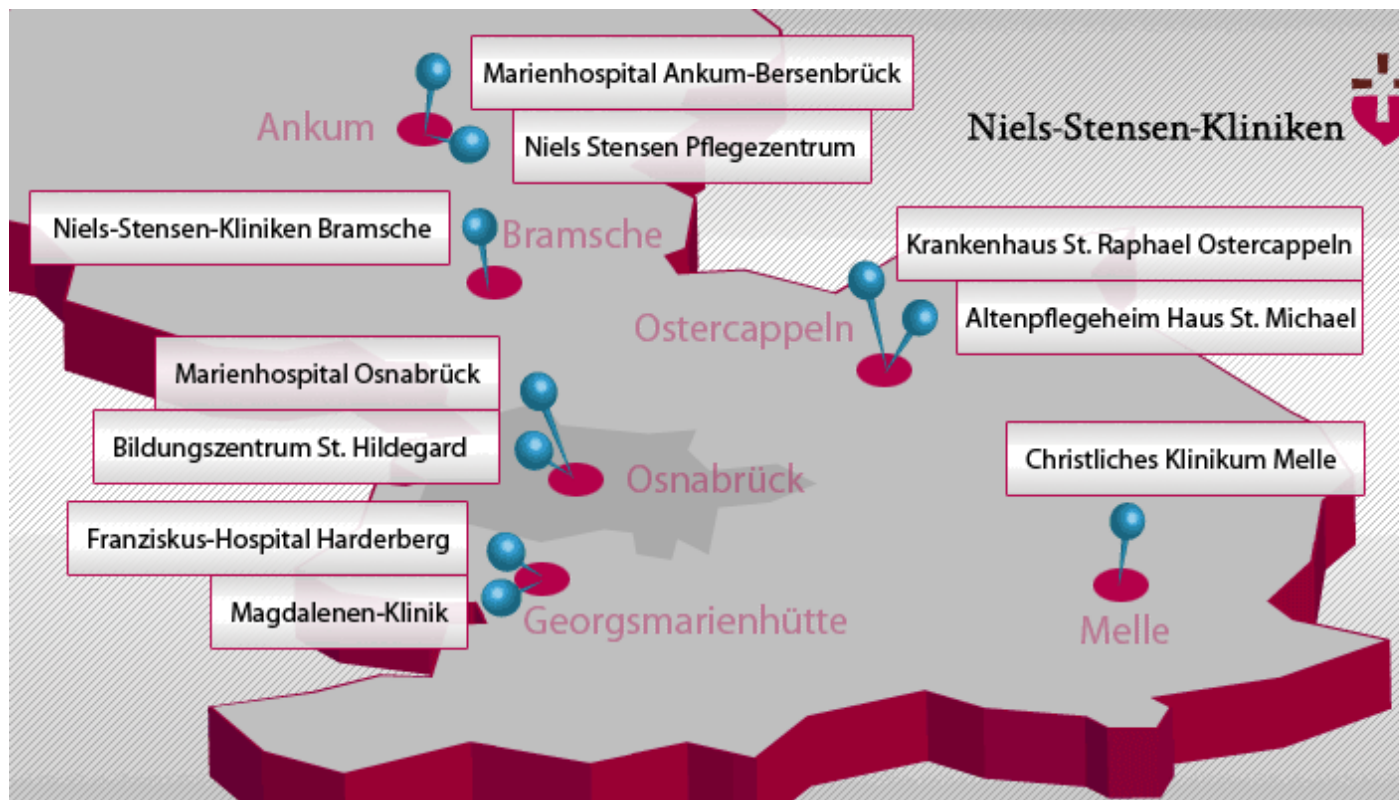 Marienhospital Ankum-Bersenbrück
Ankum
Niels Stensen Pflegezentrum
Niels-Stensen-Kliniken
Niels-Stensen-Kliniken Bramsche
Bramsche
Krankenhaus St. Raphael Ostercappeln
Ostercappeln
Altenpflegeheim Haus St. Michael
Marienhospital Osnabrück
Bildungszentrum St. Hildegard
Osnabrück
Christliches Klinikum Melle
Franziskus-Hospital Harderberg
Magdalenen-Klinik
Georgsmarienhütte
Melle